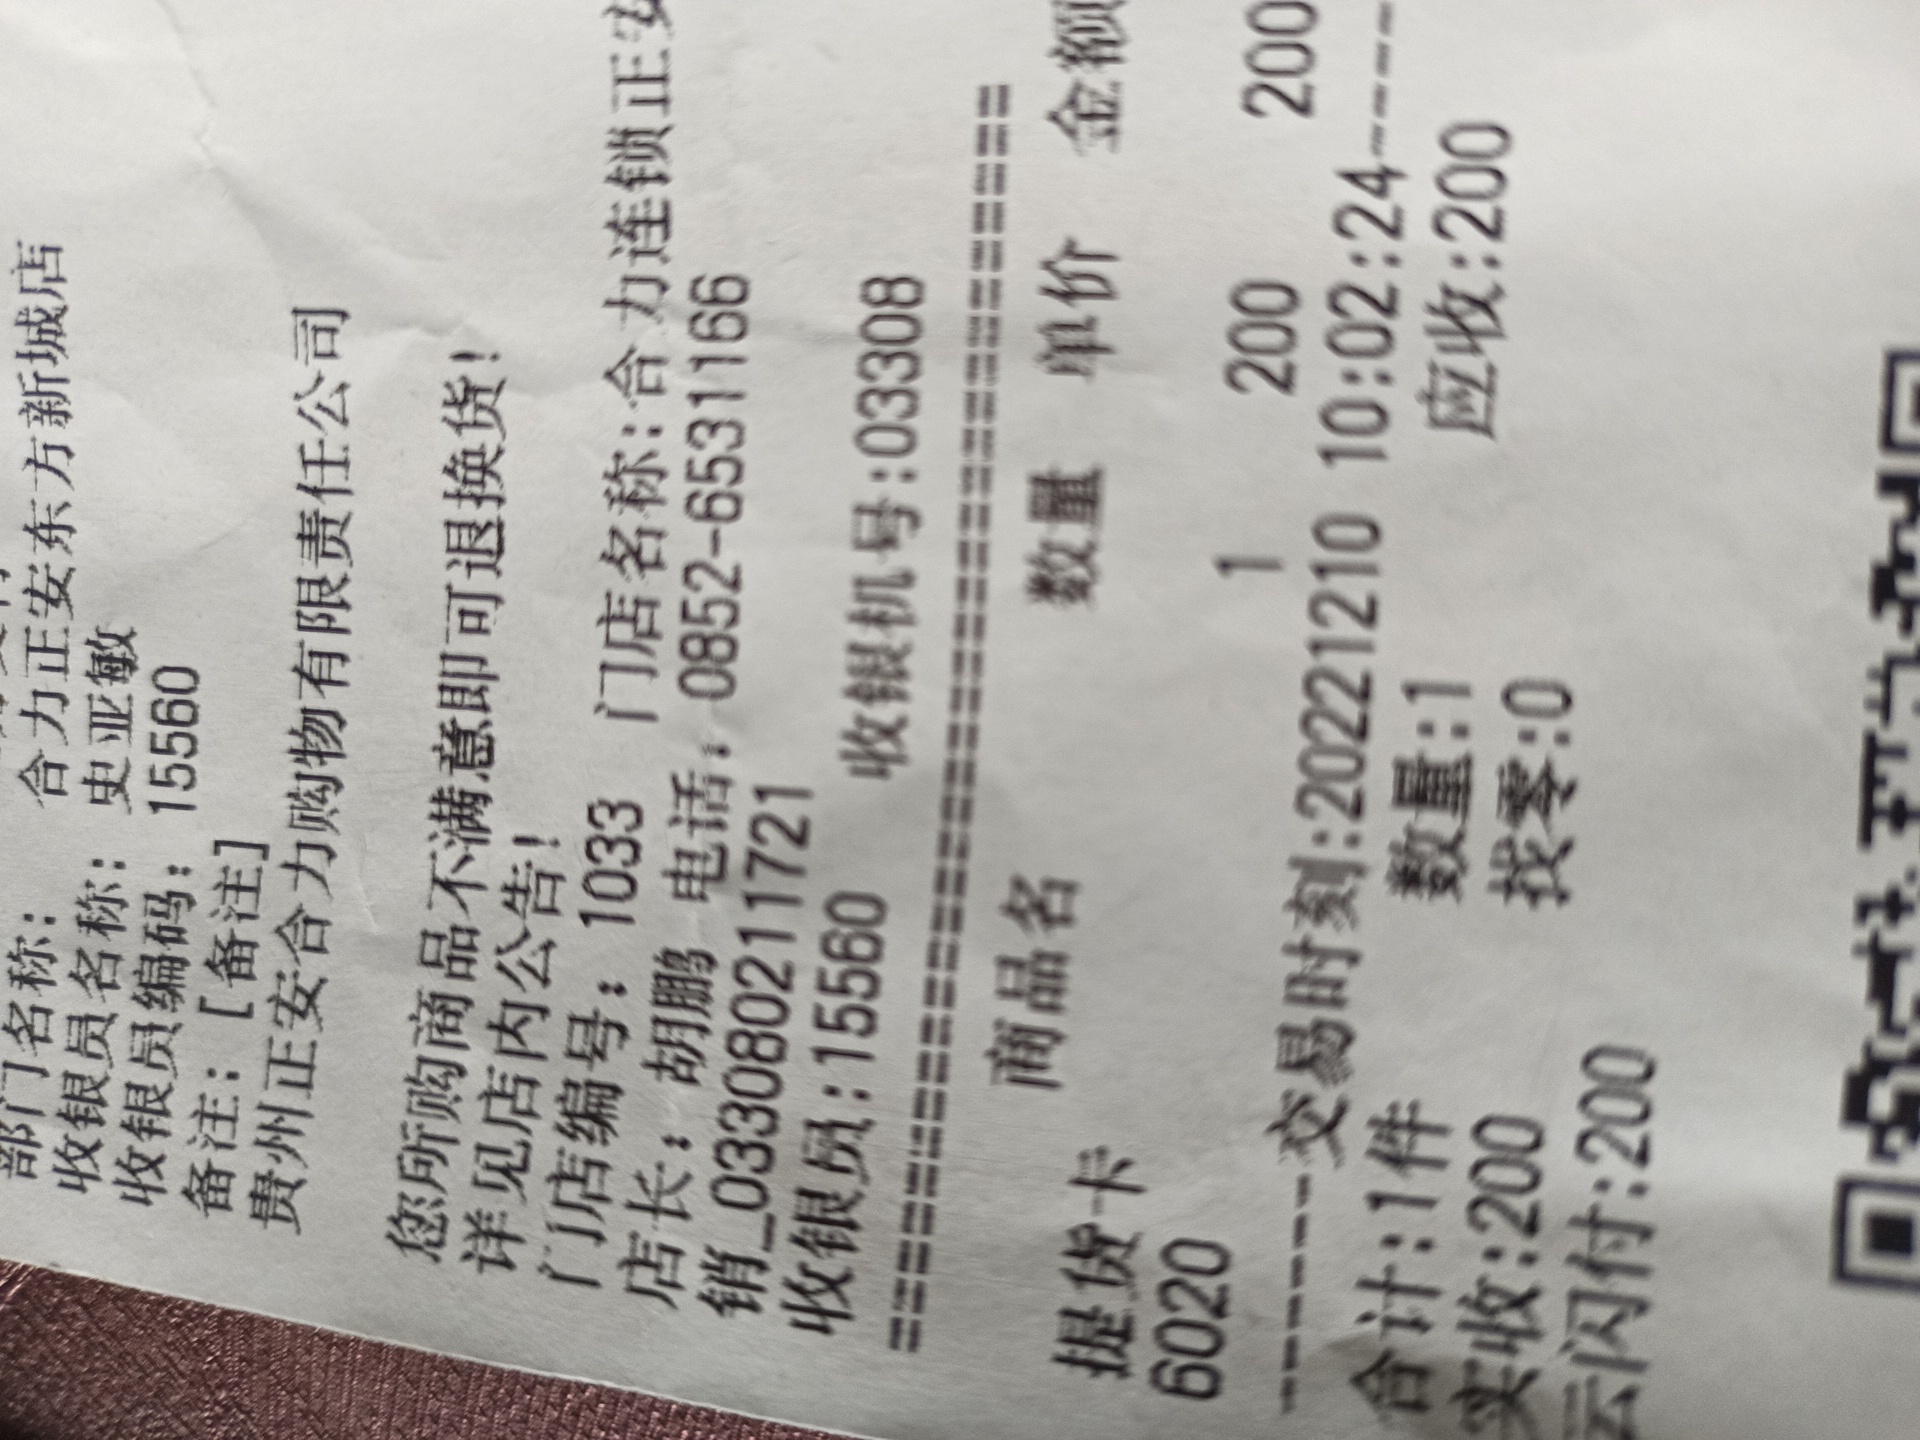 部门名称： 合力正安东方新城店
收银员名称： 史亚敏
收银员编码： 15560
备注：[备注]
贵州正安合力购物有限责任公司
您所购商品不满意即可退换货！
详见店内公告！
门店编号：1033 门店名称：合力连锁正安
店长：胡鹏 电话：0852-6531166
销_0330802111721
收银员:15560 收银机号:03308
==================================
商品名 数量 单价 金额
提货卡
6020 1 200 200
------交易时刻:20221210 10:02:24-----
合计:1件 数量:1 应收:200
实收:200 找零:0
云闪付:200